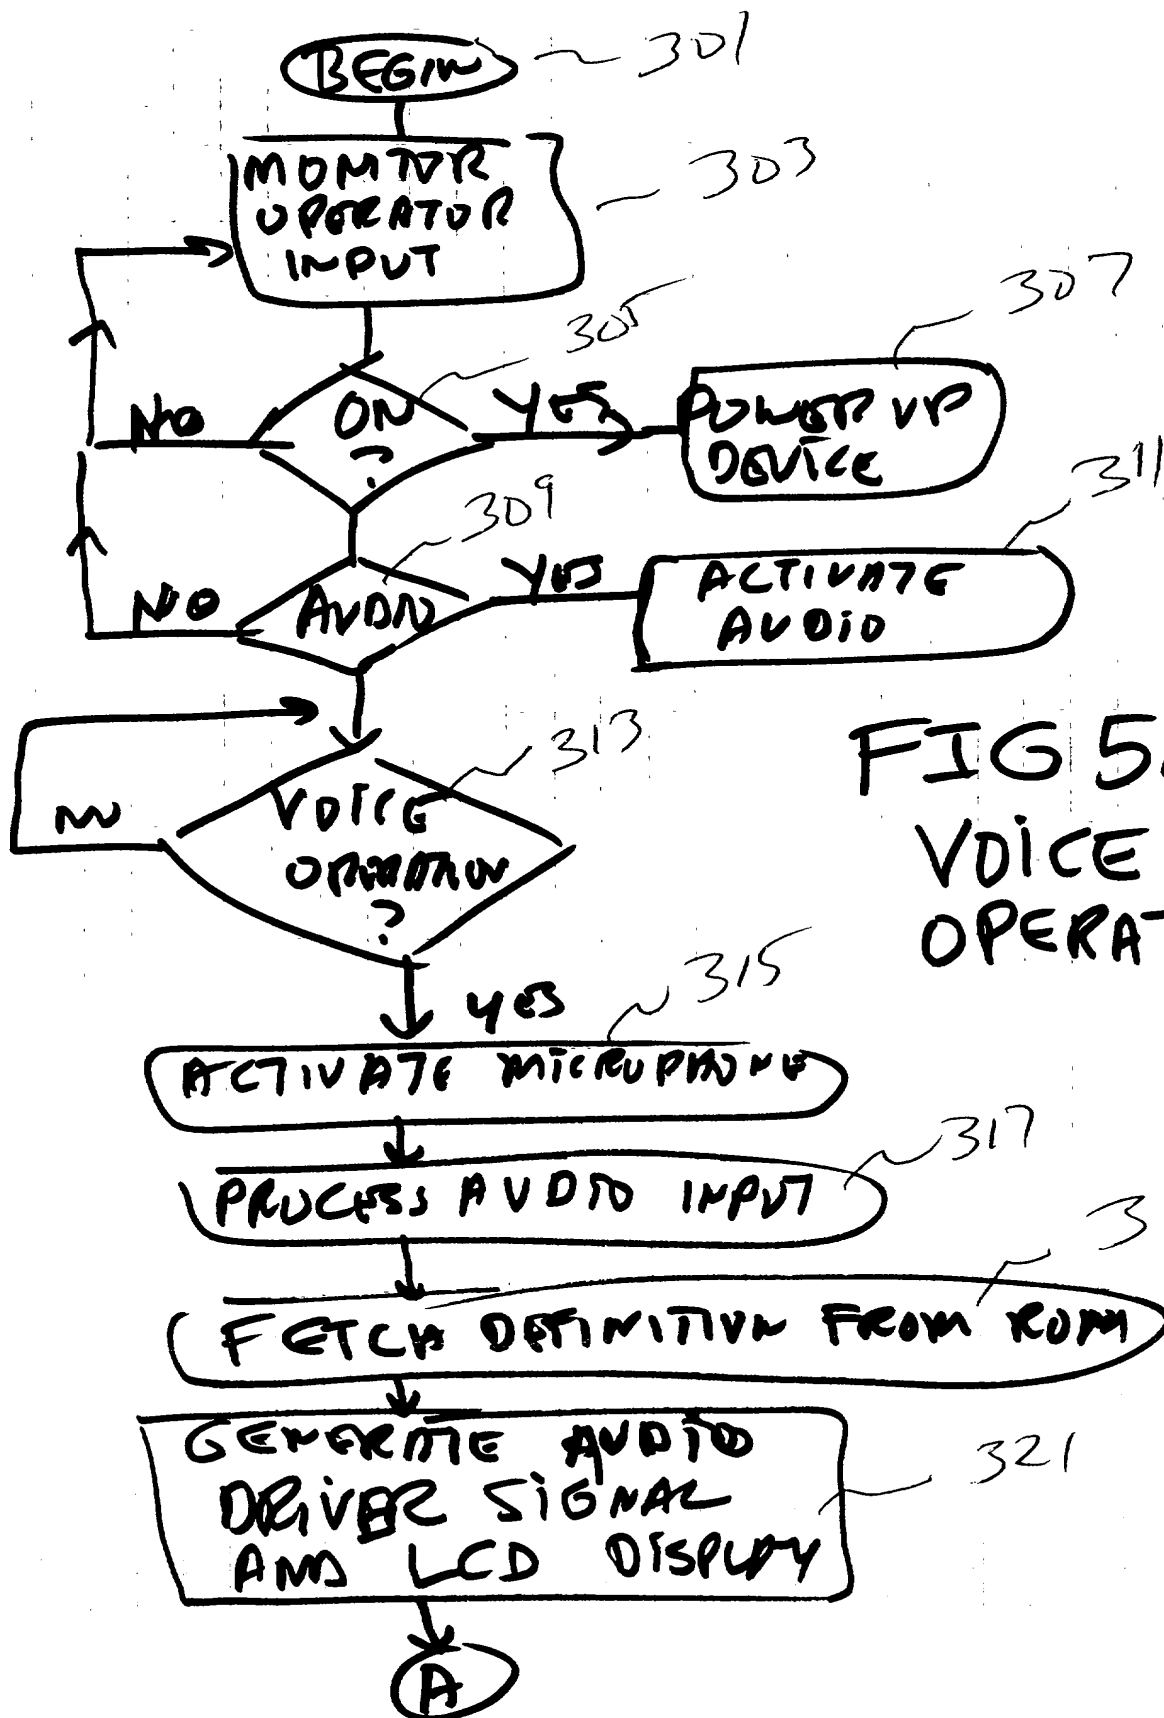 BEGIN
301
MONITOR
OPERATOR
INPUT
303
305
ON
?
NO
YES
307
POWER UP
DEVICE
309
AUDIO
NO
YES
311
ACTIVATE
AUDIO
313
VOICE
OPERATION
?
NO
FIG 5
VOICE
OPERAT
YES
315
ACTIVATE MICROPHONE
317
PROCESS AUDIO INPUT
3
FETCH DEFINITION FROM ROM
GENERATE AUDIO
DRIVER SIGNAL
AND LCD DISPLAY
321
A